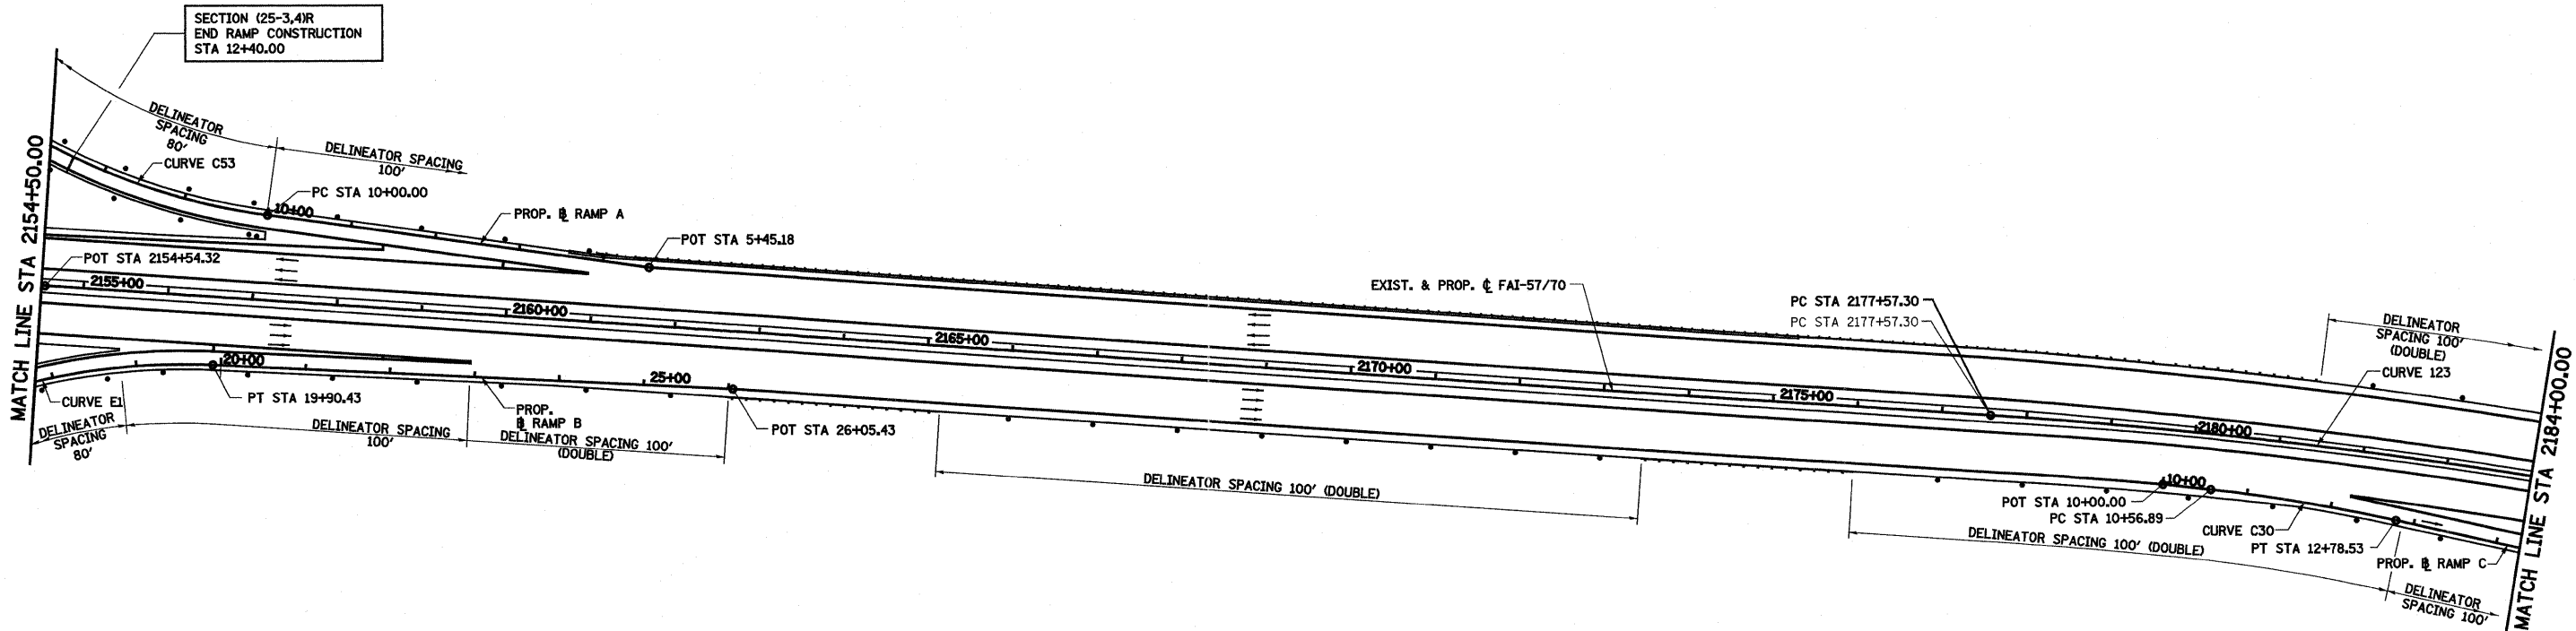 SECTION (25-3,4)R
END RAMP CONSTRUCTION
STA 12+40.00
MATCH LINE STA 2154+50.00
DELINEATOR
SPACING
80'
CURVE C53
DELINEATOR SPACING
100'
PC STA 10+00.00
10+00
PROP. ℄ RAMP A
POT STA 5+45.18
POT STA 2154+54.32
2155+00
2160+00
2165+00
2170+00
2175+00
2180+00
EXIST. & PROP. ℄ FAI-57/70
PC STA 2177+57.30
PC STA 2177+57.30
DELINEATOR
SPACING 100'
(DOUBLE)
CURVE 123
MATCH LINE STA 2184+00.00
20+00
25+00
CURVE E1
PT STA 19+90.43
DELINEATOR
SPACING
80'
DELINEATOR SPACING
100'
PROP.
RAMP B
DELINEATOR SPACING 100'
(DOUBLE)
POT STA 26+05.43
DELINEATOR SPACING 100' (DOUBLE)
10+00
POT STA 10+00.00
PC STA 10+56.89
CURVE C30
DELINEATOR SPACING 100' (DOUBLE)
PT STA 12+78.53
PROP. RAMP C
DELINEATOR
SPACING 100'